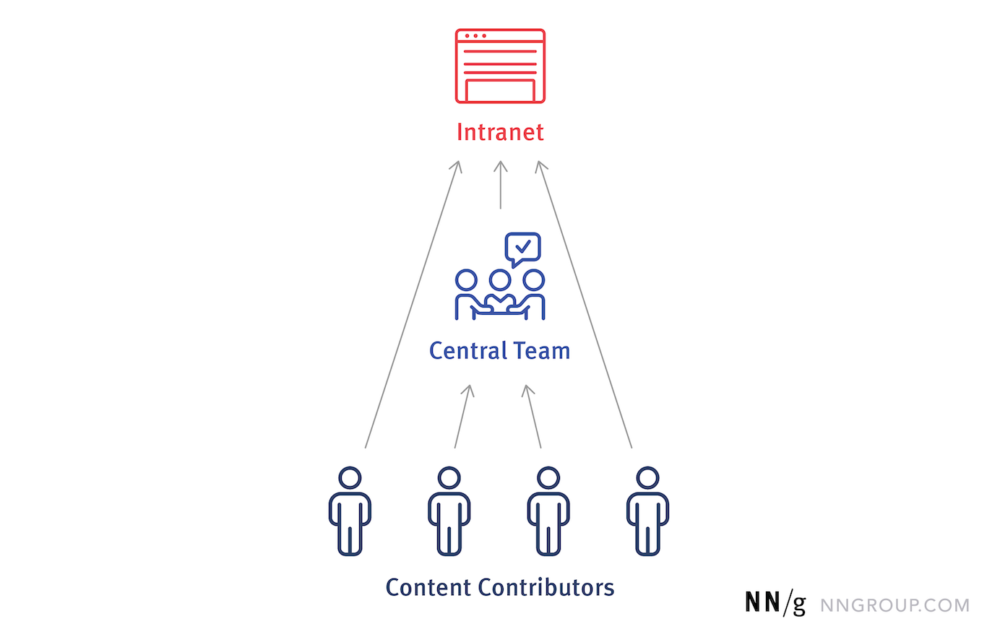 Intranet
Central Team
Content Contributors
NN/g NNGROUP.COM